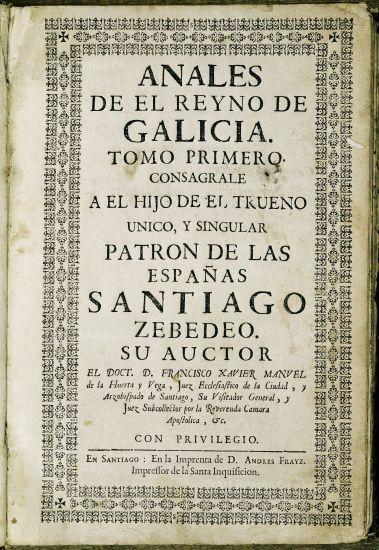 ANALES
DE EL REYNO DE
GALICIA.
TOMO PRIMERO.
CONSAGRALE
A EL HIJO DE EL TRUENO
UNICO, Y SINGULAR
PATRON DE LAS
ESPAÑAS
SANTIAGO
ZEBEDEO.
SU AUCTOR
EL DOCT. D. FRANCISCO XAVIER MANVEL
de la Huerta y Vega, Juez Ecclesiaſtico de la Ciudad, y
Arzobiſpado de Santiago, Su Viſitador General, y
Juez Subcollector por la Reverenda Camara
Apoſtolica, &c.
CON PRIVILEGIO.
EN SANTIAGO: En la Imprenta de D. ANDRES FRAYZ.
Impreſſor de la Santa Inquiſicion.